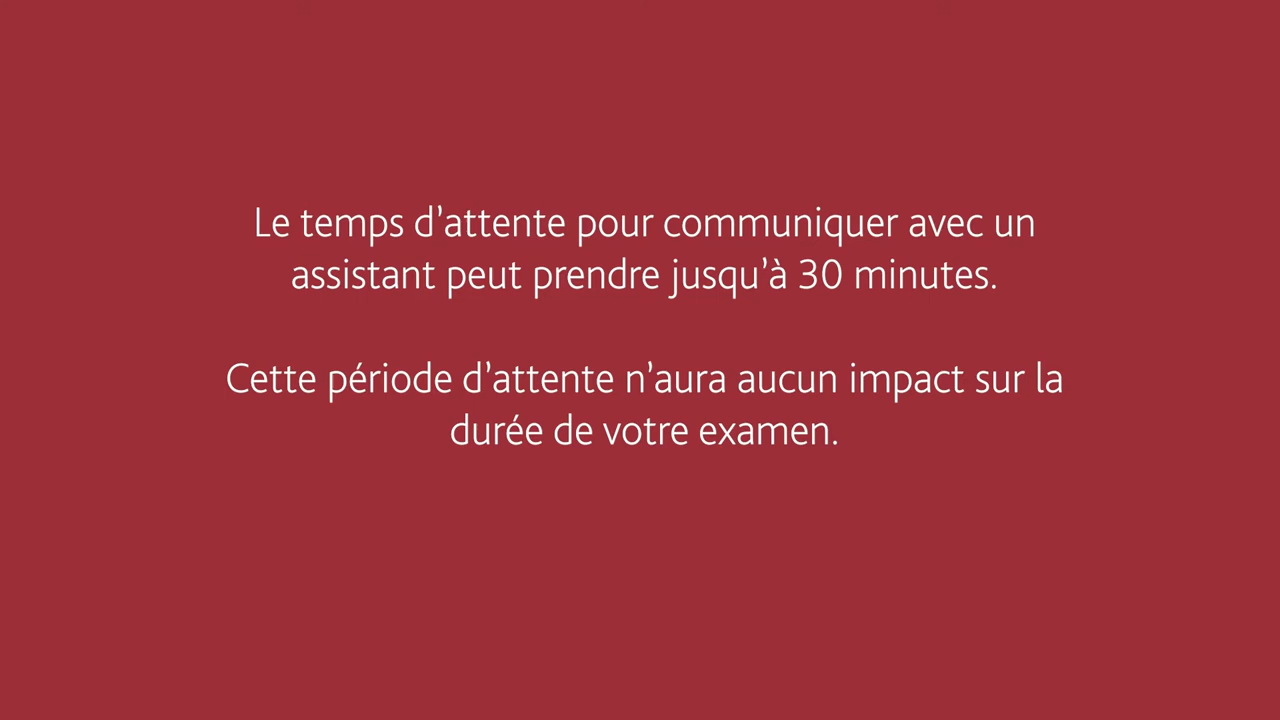 Le temps d’attente pour communiquer avec un
assistant peut prendre jusqu’à 30 minutes.
Cette période d’attente n’aura aucun impact sur la
durée de votre examen.